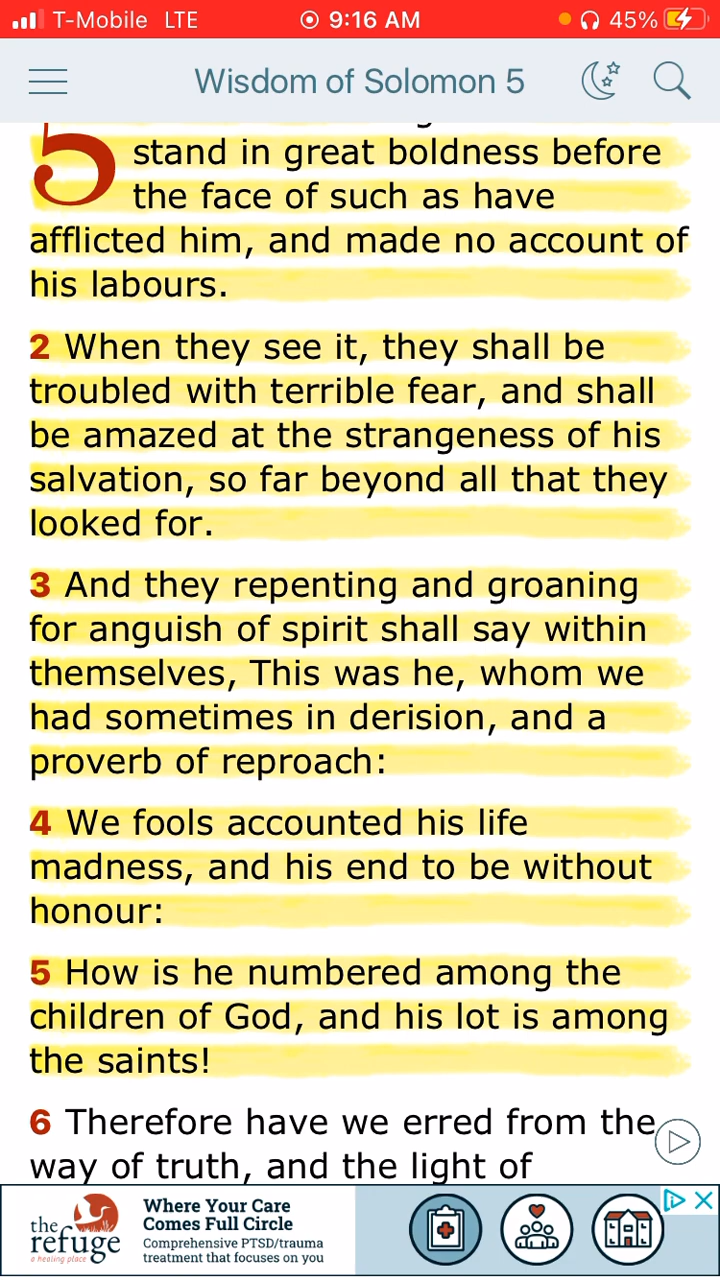 T-Mobile LTE 9:16 AM 45%
Wisdom of Solomon 5
5 stand in great boldness before
the face of such as have
afflicted him, and made no account of
his labours.
2 When they see it, they shall be
troubled with terrible fear, and shall
be amazed at the strangeness of his
salvation, so far beyond all that they
looked for.
3 And they repenting and groaning
for anguish of spirit shall say within
themselves, This was he, whom we
had sometimes in derision, and a
proverb of reproach:
4 We fools accounted his life
madness, and his end to be without
honour:
5 How is he numbered among the
children of God, and his lot is among
the saints!
6 Therefore have we erred from the
way of truth, and the light of
the
refuge
a healing place
Where Your Care
Comes Full Circle
Comprehensive PTSD/trauma
treatment that focuses on you